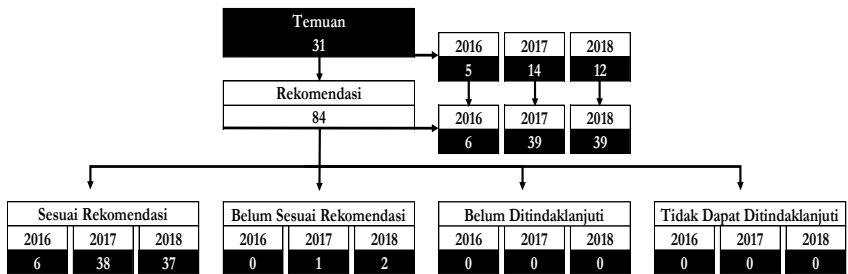 Temuan
31
2016 2017 2018
5 14 12
Rekomendasi
84
2016 2017 2018
6 39 39
Sesuai Rekomendasi
2016 2017 2018
6 38 37
Belum Sesuai Rekomendasi
2016 2017 2018
0 1 2
Belum Ditindaklanjuti
2016 2017 2018
0 0 0
Tidak Dapat Ditindaklanjuti
2016 2017 2018
0 0 0